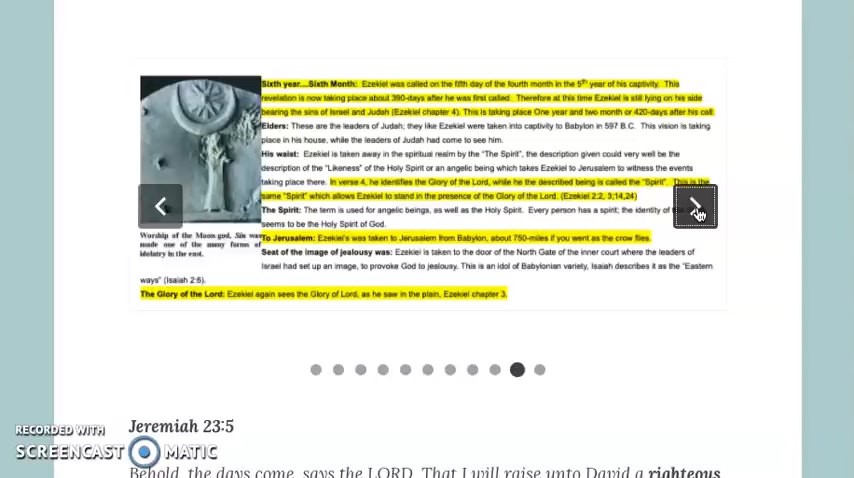 Sixth year....Sixth Month: Ezekiel was called on the fifth day of the fourth month in the 5th year of his captivity. This
revelation is now taking place about 390-days after he was first called. Therefore at this time Ezekiel is still lying on his side
bearing the sins of Israel and Judah (Ezekiel chapter 4). This is taking place One year and two month or 420-days after his call.
Elders: These are the leaders of Judah; they like Ezekiel were taken into captivity to Babylon in 597 B.C. This vision is taking
place in his house, while the leaders of Judah had come to see him.
His waist: Ezekiel is taken away in the spiritual realm by the "The Spirit", the description given could very well be the
description of the "Likeness" of the Holy Spirit or an angelic being which takes Ezekiel to Jerusalem to witness the events
taking place there. In verse 4, he identifies the Glory of the Lord, while he the described being is called the "Spirit". This is the
same "Spirit" which allows Ezekiel to stand in the presence of the Glory of the Lord. (Ezekiel 2:2, 3:14,24)
The Spirit: The term is used for angelic beings, as well as the Holy Spirit. Every person has a spirit; the identity of
seems to be the Holy Spirit of God.
To Jerusalem: Ezekiel's was taken to Jerusalem from Babylon, about 750-miles if you went as the crow flies.
Seat of the image of jealousy was: Ezekiel is taken to the door of the North Gate of the inner court where the leaders of
Israel had set up an image, to provoke God to jealousy. This is an idol of Babylonian variety, Isaiah describes it as the "Eastern
ways" (Isaiah 2:6).
The Glory of the Lord: Ezekiel again sees the Glory of Lord, as he saw in the plain, Ezekiel chapter 3.
Worship of the Moon god, Sin was
made one of the many forms of
idolatry in the east.
Jeremiah 23:5
Behold, the days come, says the LORD, That I will raise unto David a righteous
RECORDED WITH
SCREENCAST MATIC